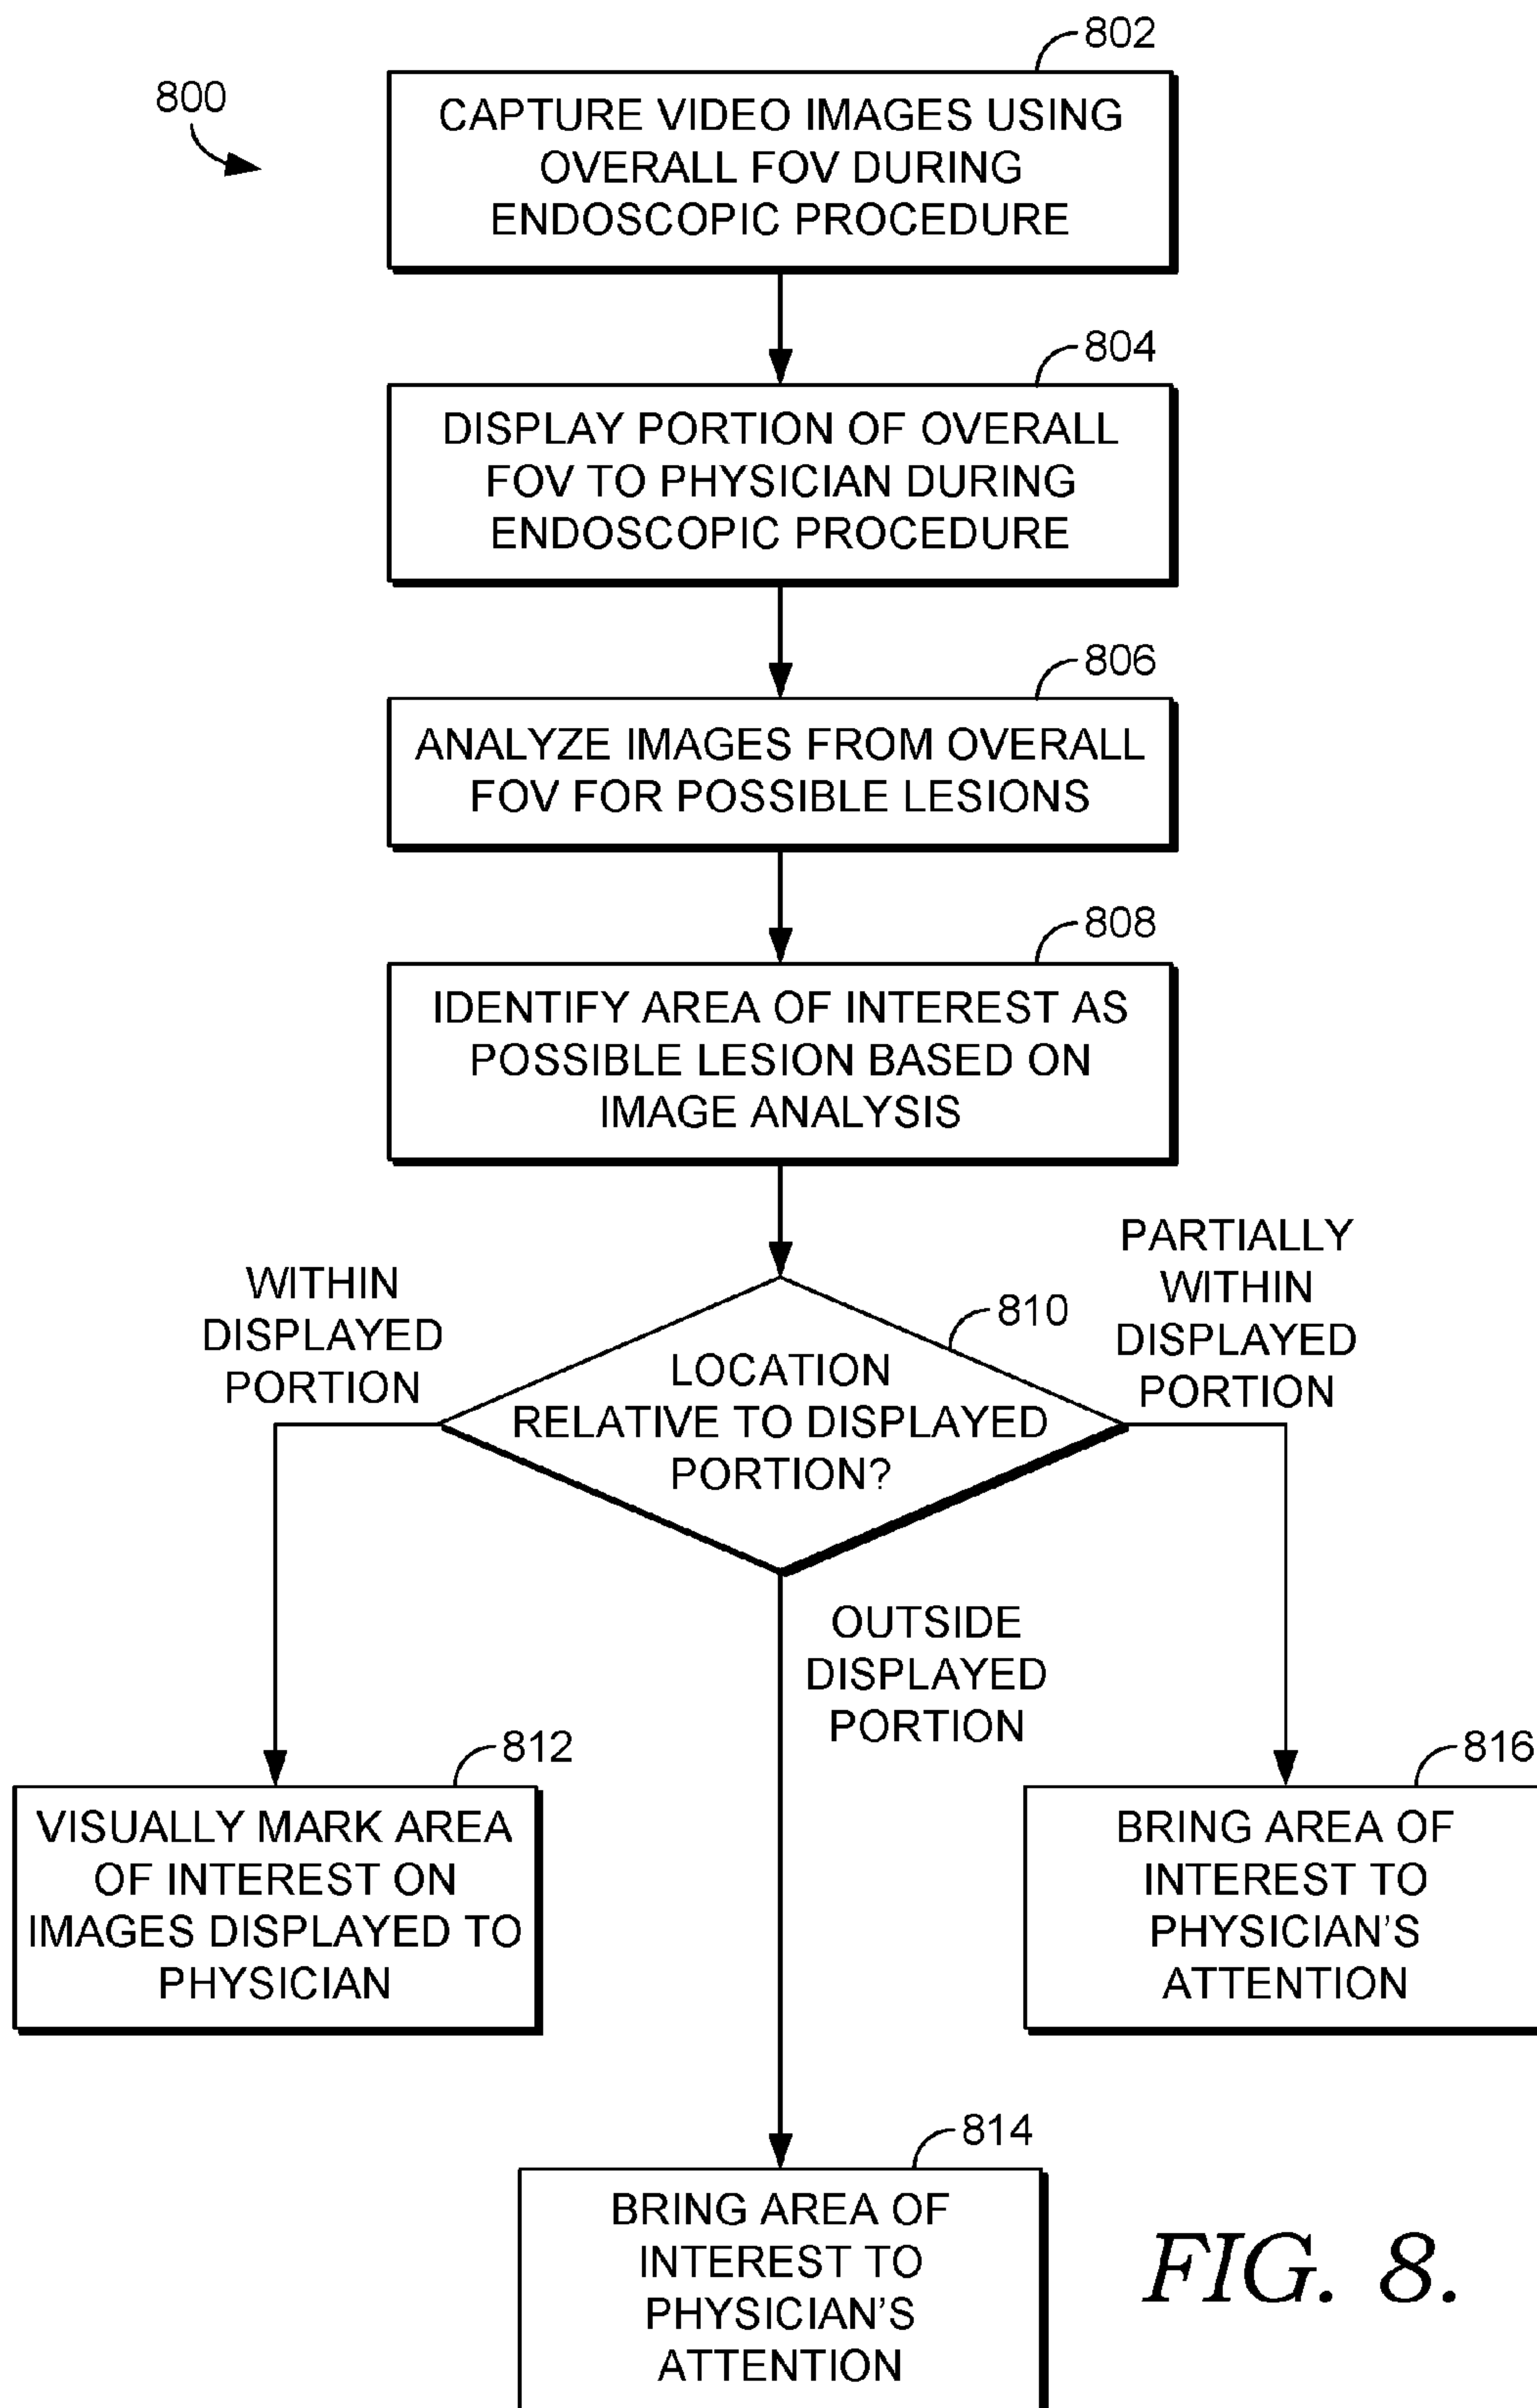 802
800
CAPTURE VIDEO IMAGES USING
OVERALL FOV DURING
ENDOSCOPIC PROCEDURE
804
DISPLAY PORTION OF OVERALL
FOV TO PHYSICIAN DURING
ENDOSCOPIC PROCEDURE
806
ANALYZE IMAGES FROM OVERALL
FOV FOR POSSIBLE LESIONS
808
IDENTIFY AREA OF INTEREST AS
POSSIBLE LESION BASED ON
IMAGE ANALYSIS
810
LOCATION
RELATIVE TO DISPLAYED
PORTION?
WITHIN
DISPLAYED
PORTION
PARTIALLY
WITHIN
DISPLAYED
PORTION
OUTSIDE
DISPLAYED
PORTION
812
VISUALLY MARK AREA
OF INTEREST ON
IMAGES DISPLAYED TO
PHYSICIAN
816
BRING AREA OF
INTEREST TO
PHYSICIAN'S
ATTENTION
814
BRING AREA OF
INTEREST TO
PHYSICIAN'S
ATTENTION
FIG. 8.